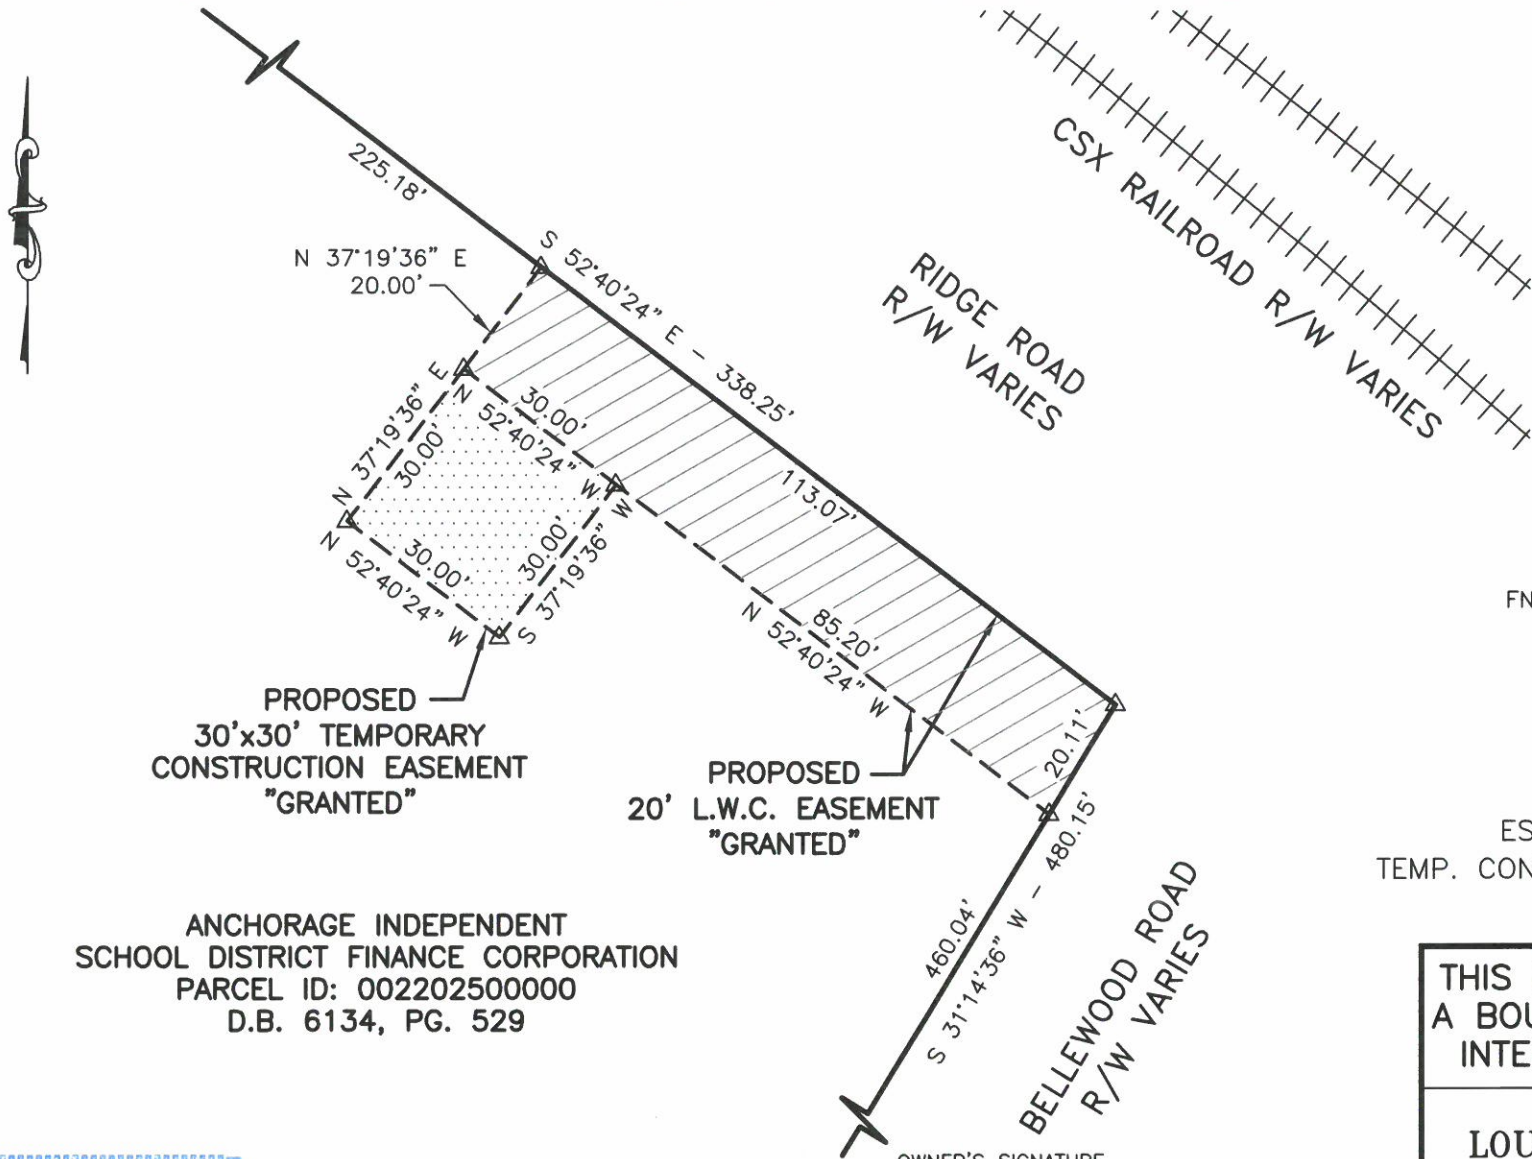 225.18'
N 37°19'36" E
20.00'
S 52°40'24" E - 338.25'
CSX RAILROAD R/W VARIES
RIDGE ROAD
R/W VARIES
N 37°19'36" E
30.00'
30.00'
N 52°40'24" W
113.07'
30.00'
S 37°19'36" W
30.00'
N 52°40'24" W
85.20'
N 52°40'24" W
20.11'
PROPOSED
30'x30' TEMPORARY
CONSTRUCTION EASEMENT
"GRANTED"
PROPOSED
20' L.W.C. EASEMENT
"GRANTED"
460.04'
S 31°14'36" W - 480.15'
BELLEWOOD ROAD
R/W VARIES
ANCHORAGE INDEPENDENT
SCHOOL DISTRICT FINANCE CORPORATION
PARCEL ID: 002202500000
D.B. 6134, PG. 529
FN
ES
TEMP. CON
THIS
A BOU
INTE
LOU
OWNER'S SIGNATURE